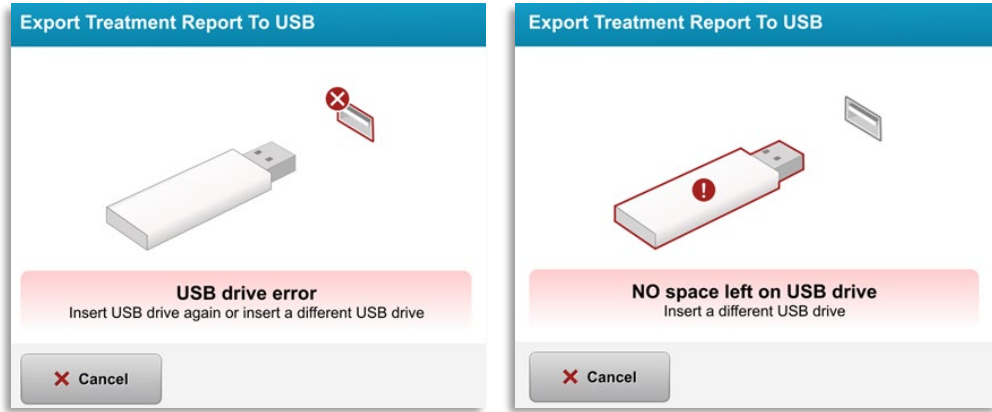 Export Treatment Report To USB
USB drive error
Insert USB drive again or insert a different USB drive
Cancel
Export Treatment Report To USB
NO space left on USB drive
Insert a different USB drive
Cancel